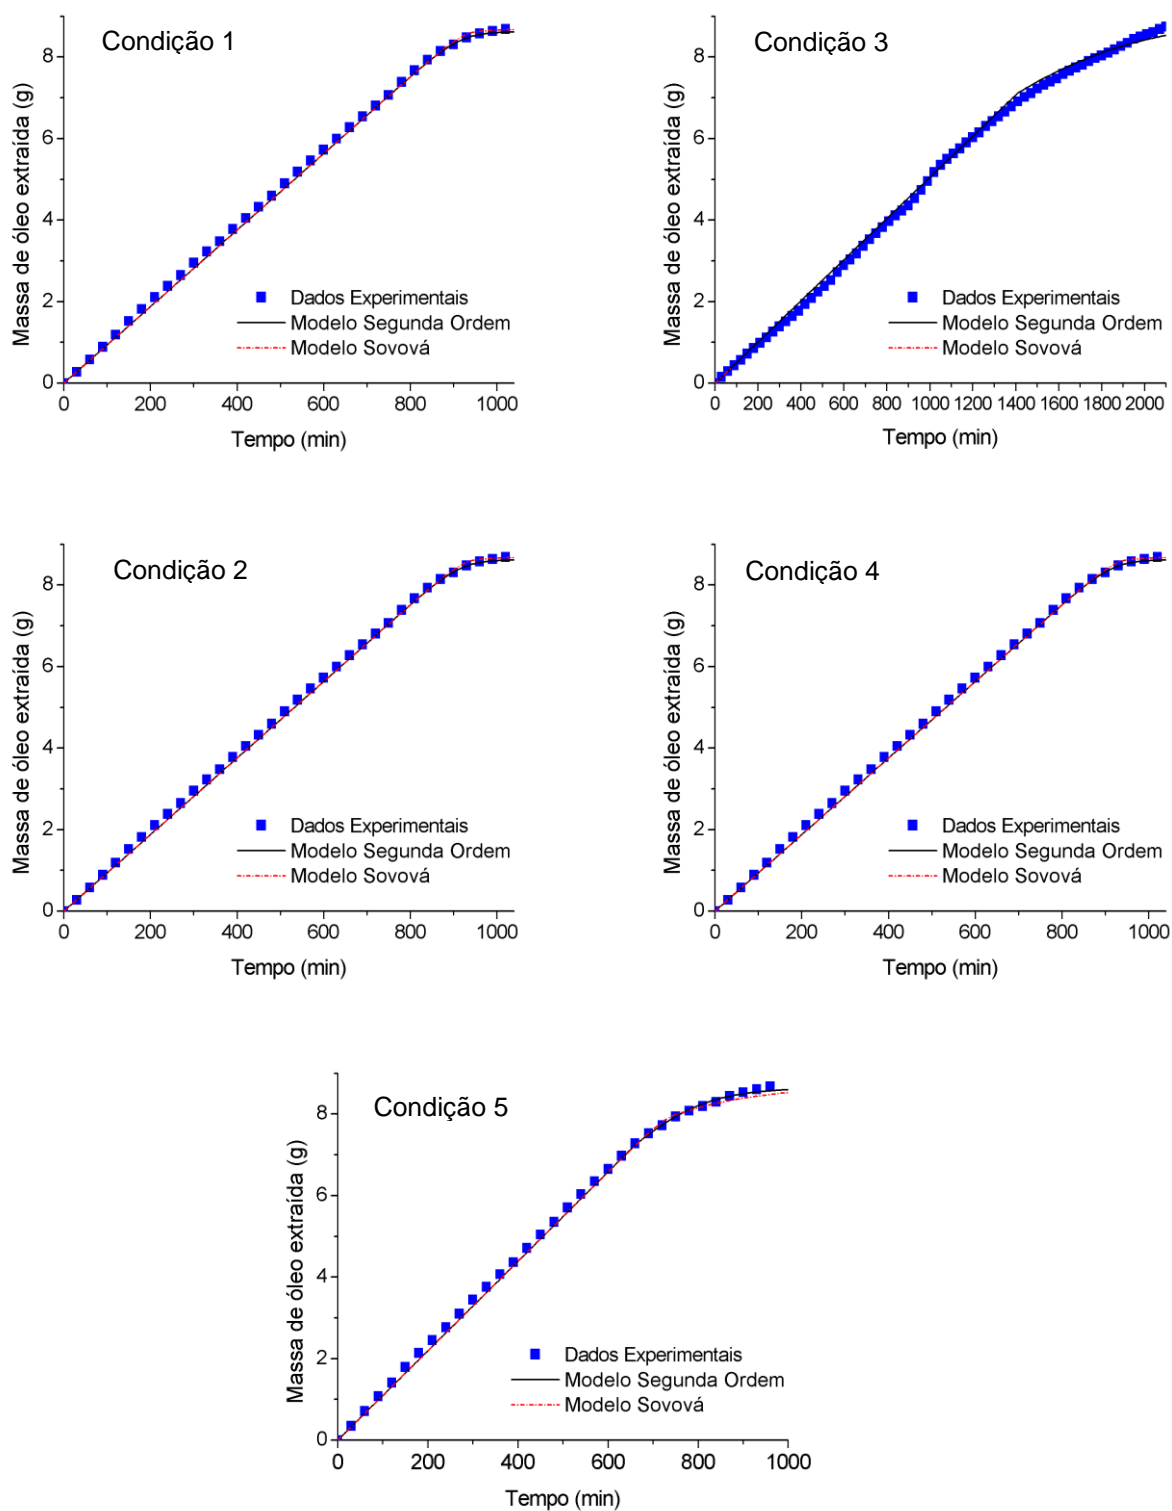 Condição 1
Massa de óleo extraída (g)
8
6
4
2
0
Dados Experimentais
Modelo Segunda Ordem
Modelo Sovová
0 200 400 600 800 1000
Tempo (min)
Condição 3
Massa de óleo extraída (g)
8
6
4
2
0
Dados Experimentais
Modelo Segunda Ordem
Modelo Sovová
0 200 400 600 800 1000 1200 1400 1600 1800 2000
Tempo (min)
Condição 2
Massa de óleo extraída (g)
8
6
4
2
0
Dados Experimentais
Modelo Segunda Ordem
Modelo Sovová
0 200 400 600 800 1000
Tempo (min)
Condição 4
Massa de óleo extraída (g)
8
6
4
2
0
Dados Experimentais
Modelo Segunda Ordem
Modelo Sovová
0 200 400 600 800 1000
Tempo (min)
Condição 5
Massa de óleo extraída (g)
8
6
4
2
0
Dados Experimentais
Modelo Segunda Ordem
Modelo Sovová
0 200 400 600 800 1000
Tempo (min)